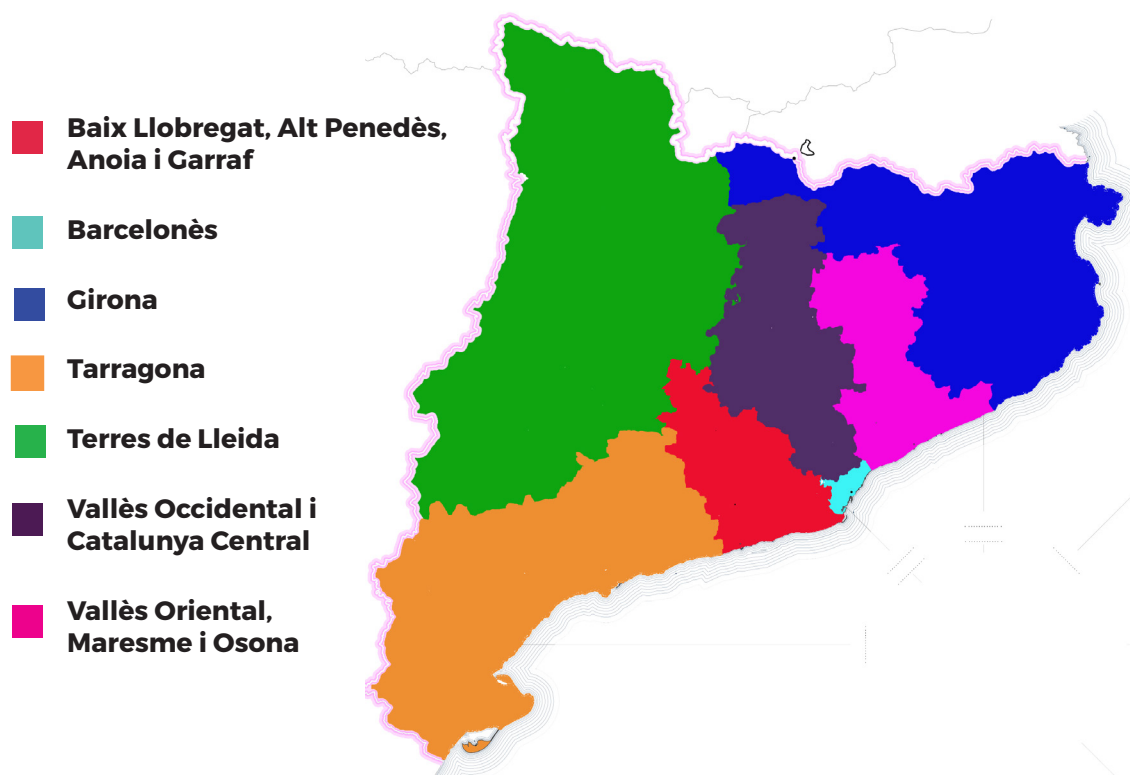 Baix Llobregat, Alt Penedès,
Anoia i Garraf
Barcelonès
Girona
Tarragona
Terres de Lleida
Vallès Occidental i
Catalunya Central
Vallès Oriental,
Maresme i Osona